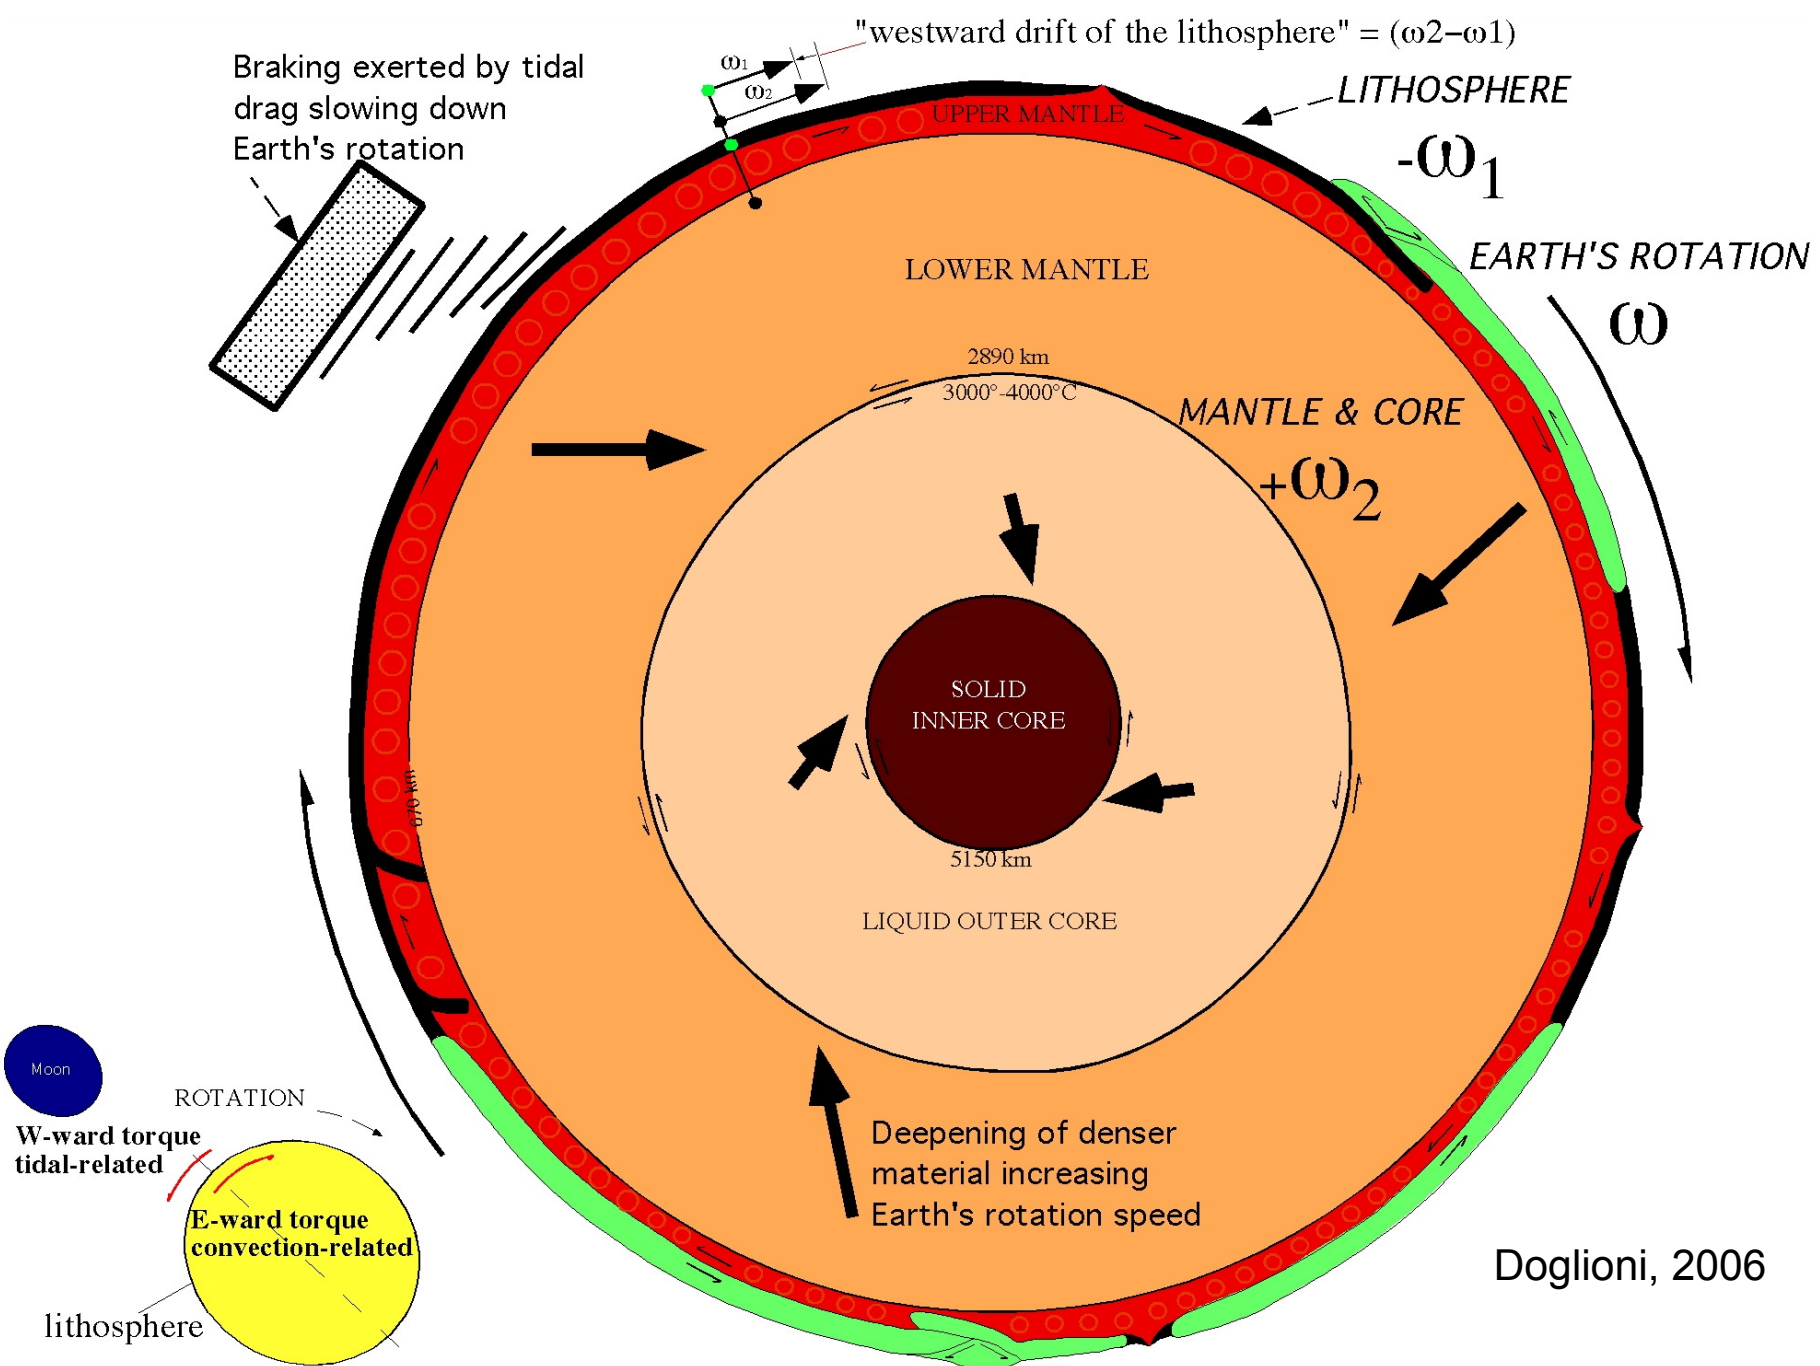 "westward drift of the lithosphere" = (ω2−ω1)
Braking exerted by tidal
drag slowing down
Earth's rotation
ω1
ω2
LITHOSPHERE
-ω1
UPPER MANTLE
EARTH'S ROTATION
ω
LOWER MANTLE
2890 km
3000°-4000°C
MANTLE & CORE
+ω2
SOLID
INNER CORE
670 km
5150 km
LIQUID OUTER CORE
Moon
ROTATION
W-ward torque
tidal-related
E-ward torque
convection-related
lithosphere
Deepening of denser
material increasing
Earth's rotation speed
Doglioni, 2006